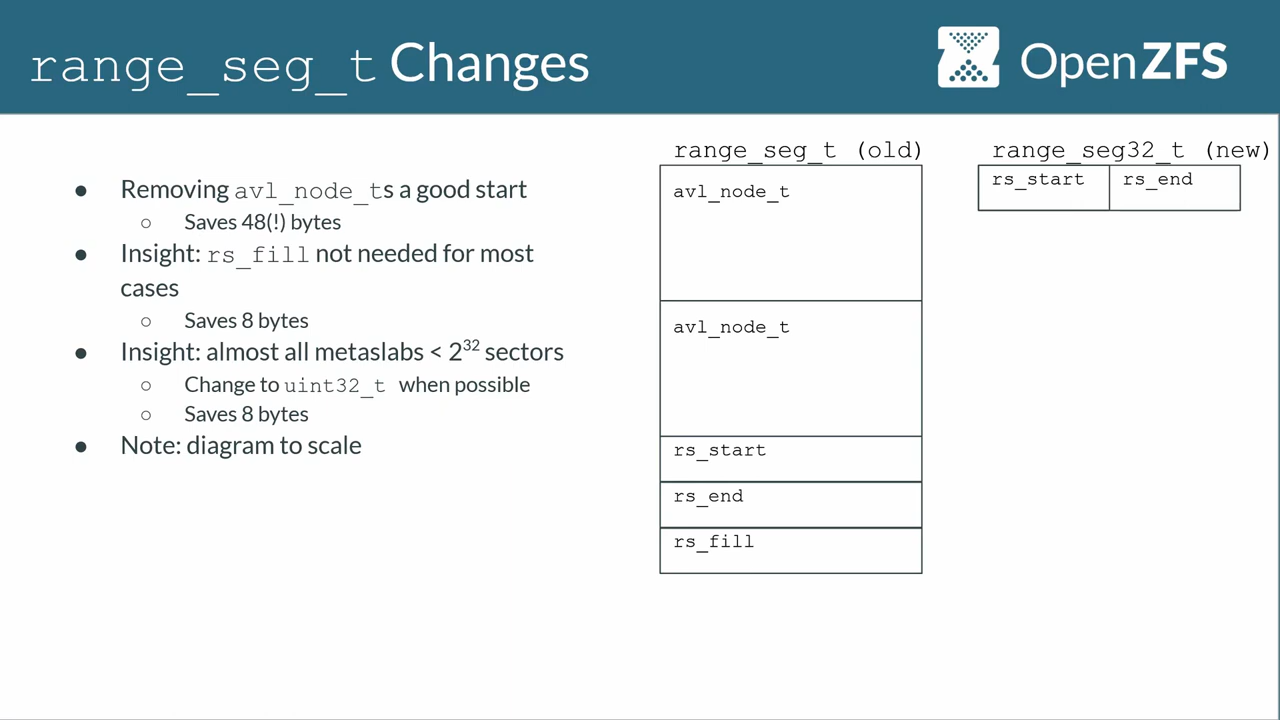 range_seg_t Changes
OpenZFS
● Removing avl_node_ts a good start
○ Saves 48(!) bytes
● Insight: rs_fill not needed for most
cases
○ Saves 8 bytes
● Insight: almost all metaslabs < 2³² sectors
○ Change to uint32_t when possible
○ Saves 8 bytes
● Note: diagram to scale
range_seg_t (old)
avl_node_t
avl_node_t
rs_start
rs_end
rs_fill
range_seg32_t (new)
rs_start rs_end